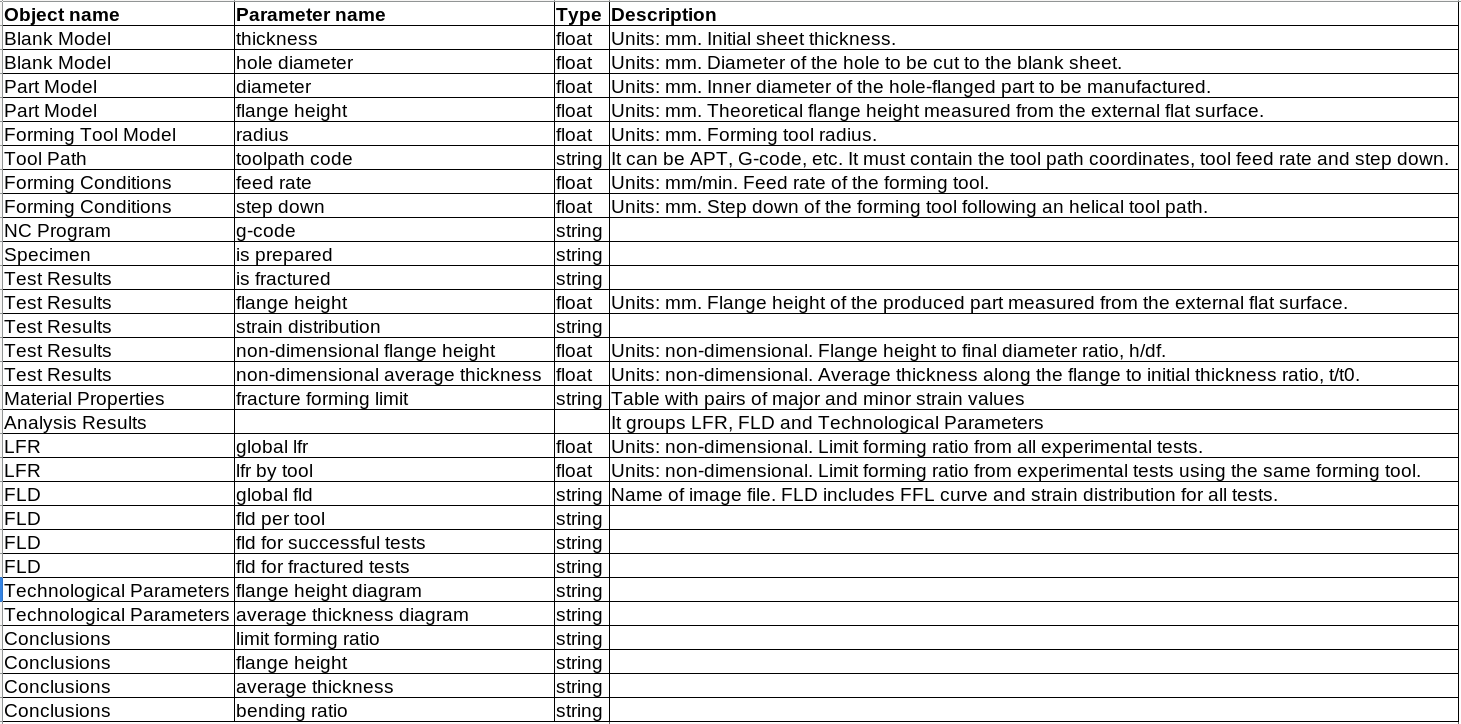 Object name Parameter name Type Description
Blank Model thickness float Units: mm. Initial sheet thickness.
Blank Model hole diameter float Units: mm. Diameter of the hole to be cut to the blank sheet.
Part Model diameter float Units: mm. Inner diameter of the hole-flanged part to be manufactured.
Part Model flange height float Units: mm. Theoretical flange height measured from the external flat surface.
Forming Tool Model radius float Units: mm. Forming tool radius.
Tool Path toolpath code string It can be APT, G-code, etc. It must contain the tool path coordinates, tool feed rate and step down.
Forming Conditions feed rate float Units: mm/min. Feed rate of the forming tool.
Forming Conditions step down float Units: mm. Step down of the forming tool following an helical tool path.
NC Program g-code string
Specimen is prepared string
Test Results is fractured string
Test Results flange height float Units: mm. Flange height of the produced part measured from the external flat surface.
Test Results strain distribution string
Test Results non-dimensional flange height float Units: non-dimensional. Flange height to final diameter ratio, h/df.
Test Results non-dimensional average thickness float Units: non-dimensional. Average thickness along the flange to initial thickness ratio, t/t0.
Material Properties fracture forming limit string Table with pairs of major and minor strain values
Analysis Results It groups LFR, FLD and Technological Parameters
LFR global lfr float Units: non-dimensional. Limit forming ratio from all experimental tests.
LFR lfr by tool float Units: non-dimensional. Limit forming ratio from experimental tests using the same forming tool.
FLD global fld string Name of image file. FLD includes FFL curve and strain distribution for all tests.
FLD fld per tool string
FLD fld for successful tests string
FLD fld for fractured tests string
Technological Parameters flange height diagram string
Technological Parameters average thickness diagram string
Conclusions limit forming ratio string
Conclusions flange height string
Conclusions average thickness string
Conclusions bending ratio string